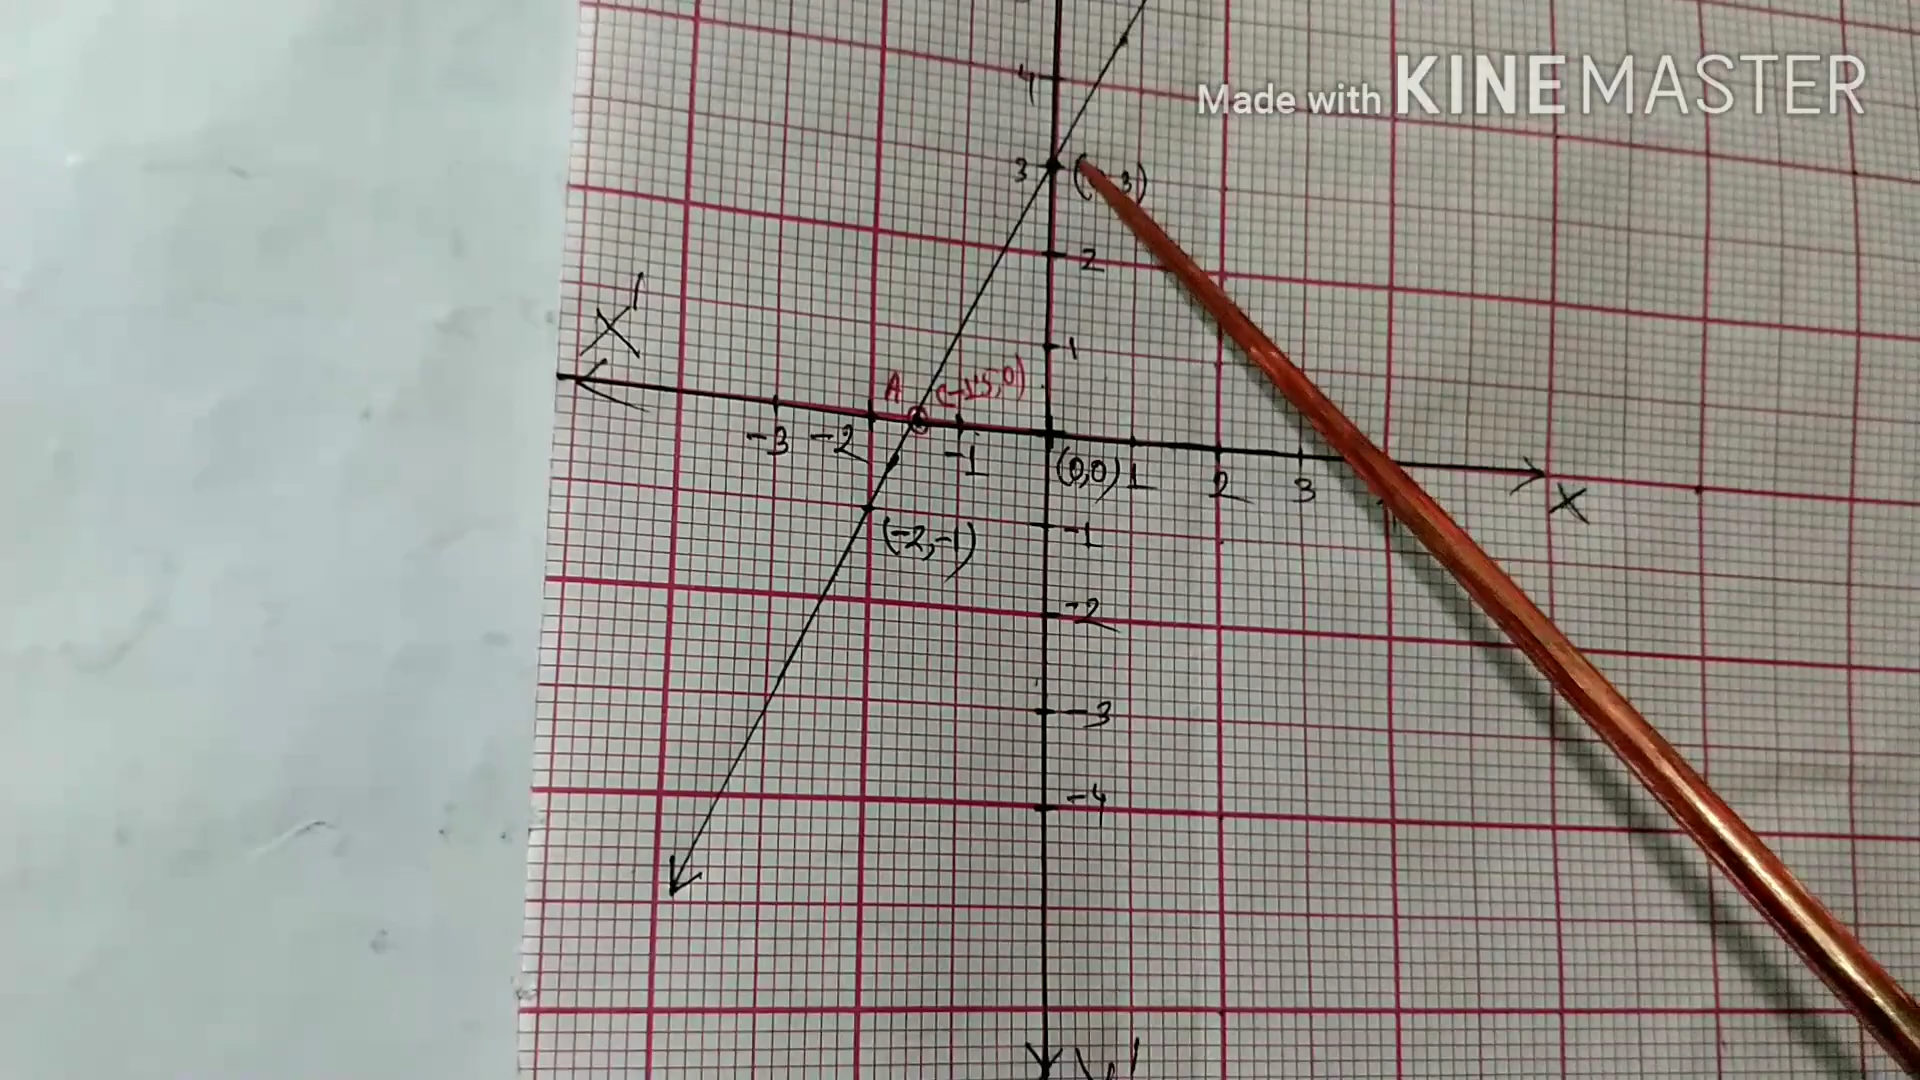 4
Made with KINEMASTER
3
3)
2
X'
1
A (-1.5,0)
-3 -2 -1 (0,0) 1 2 3
X
(-2,-1) -1
-2
-3
-4